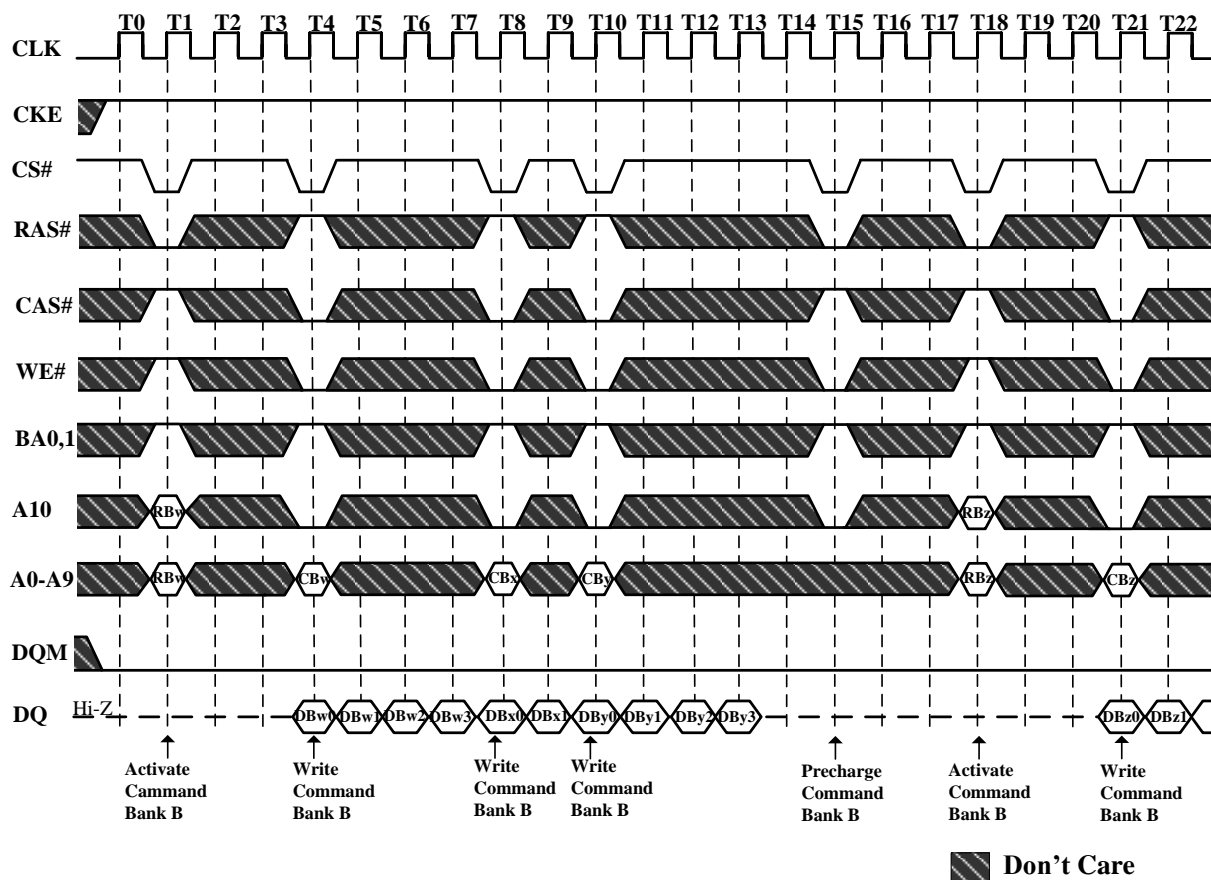 T0 T1 T2 T3 T4 T5 T6 T7 T8 T9 T10 T11 T12 T13 T14 T15 T16 T17 T18 T19 T20 T21 T22
CLK
CKE
CS#
RAS#
CAS#
WE#
BA0,1
A10 RBw RBz
A0-A9 RBw CBw CBx CBy RBz CBz
DQM
DQ Hi-Z DBw0 DBw1 DBw2 DBw3 DBx0 DBx1 DBy0 DBy1 DBy2 DBy3 DBz0 DBz1
Activate
Cammand
Bank B
Write
Command
Bank B
Write
Command
Bank B
Write
Command
Bank B
Precharge
Command
Bank B
Activate
Command
Bank B
Write
Command
Bank B
Don't Care